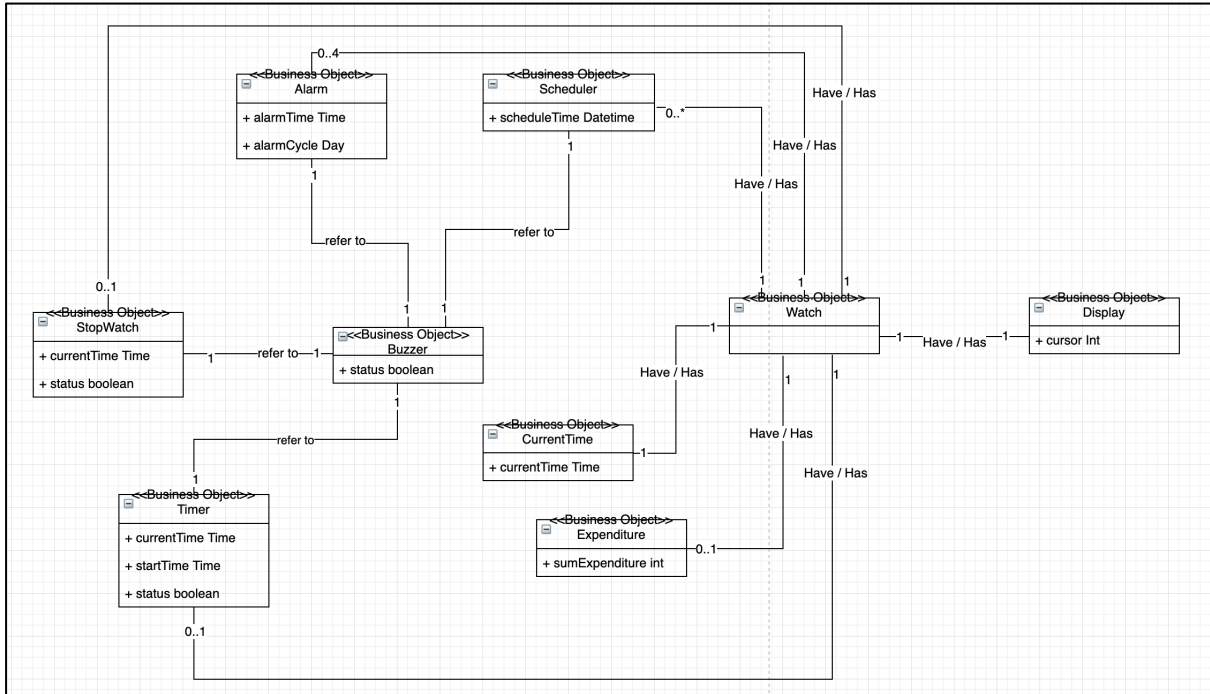 0..4
<<Business Object>>
Alarm
+ alarmTime Time
+ alarmCycle Day
1
<<Business Object>>
Scheduler
+ scheduleTime Datetime
1
0..*
Have / Has
Have / Has
Have / Has
refer to
refer to
0..1
1
1
1
1
1
<<Business Object>>
StopWatch
+ currentTime Time
+ status boolean
1
refer to
1
<<Business Object>>
Buzzer
+ status boolean
1
<<Business Object>>
Watch
1
1
Have / Has
1
<<Business Object>>
Display
+ cursor Int
Have / Has
1
1
<<Business Object>>
CurrentTime
+ currentTime Time
1
refer to
1
Have / Has
Have / Has
<<Business Object>>
Timer
+ currentTime Time
+ startTime Time
+ status boolean
0..1
<<Business Object>>
Expenditure
+ sumExpenditure int
0..1